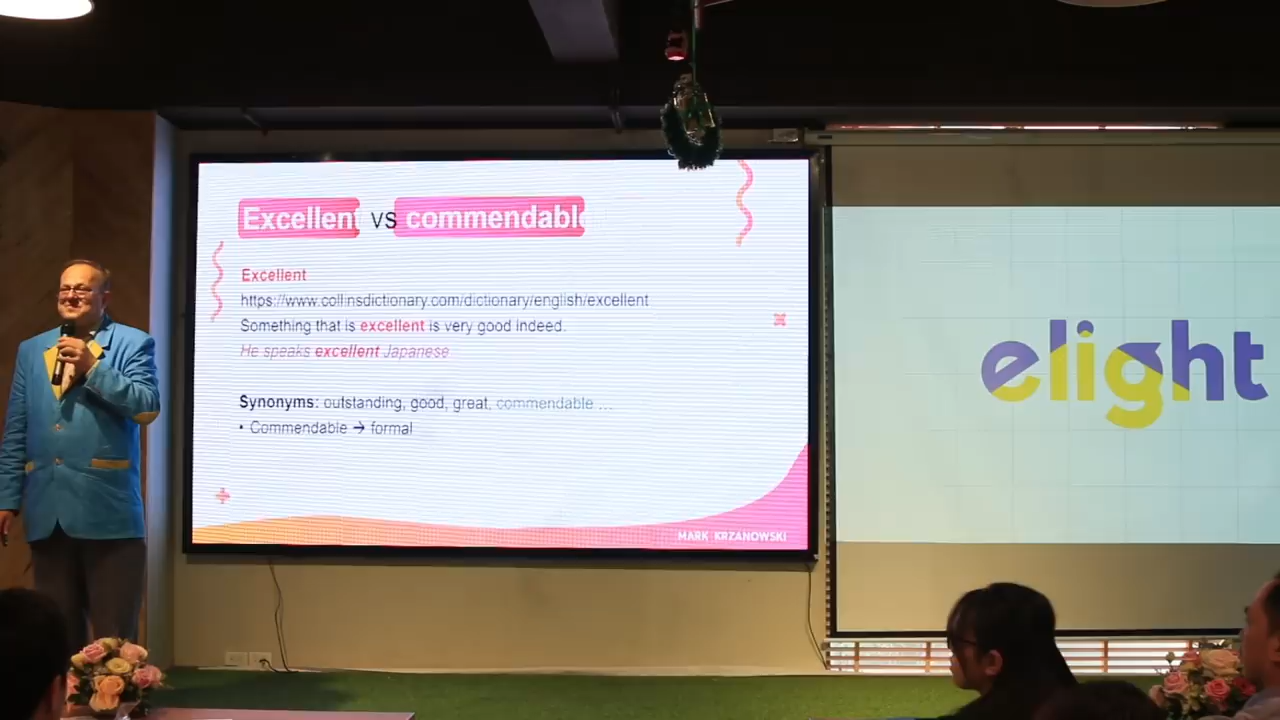 Excellent vs commendable
Excellent
https://www.collinsdictionary.com/dictionary/english/excellent
Something that is excellent is very good indeed.
He speaks excellent Japanese
Synonyms: outstanding, good, great, commendable ...
• Commendable → formal
MARK KRZANOWSKI
elight